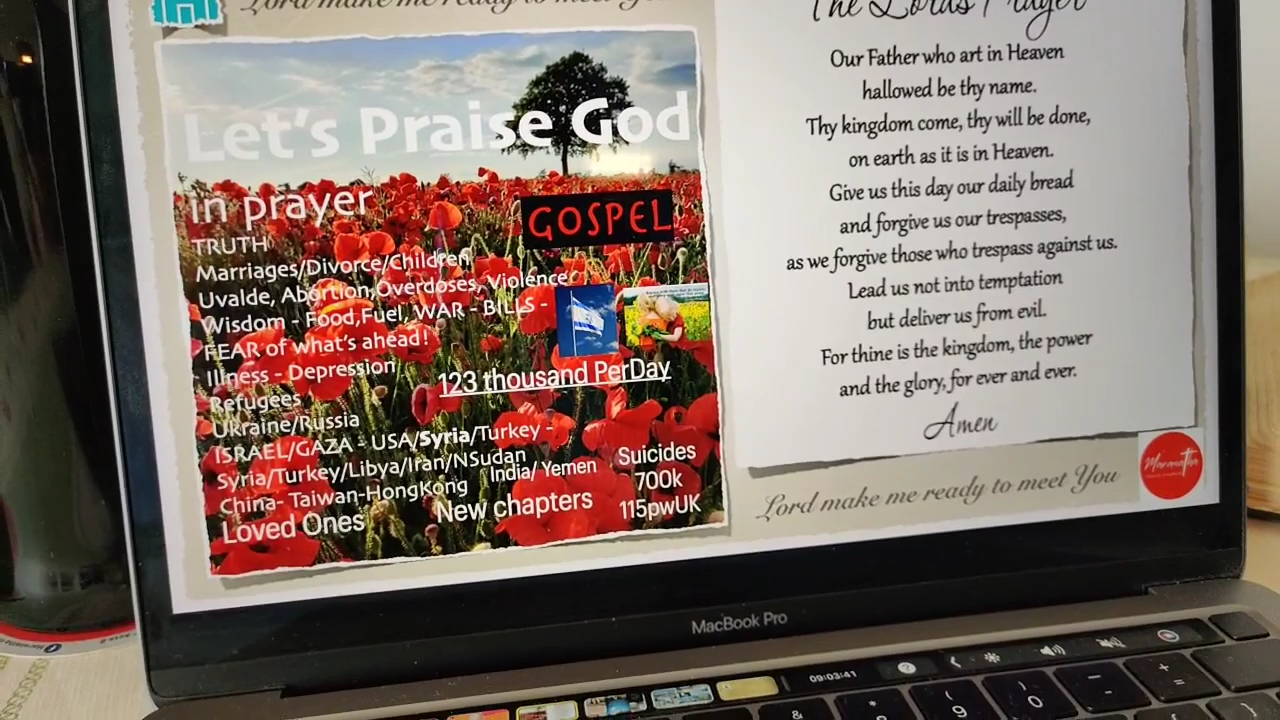 Lord make me ready to meet You
Let's Praise God
in prayer
GOSPEL
TRUTH
Marriages/Divorce/Children
Uvalde, Abortion,Overdoses, Violence
Wisdom - Food,Fuel, WAR - BILLS -
FEAR of what's ahead!
Illness - Depression
123 thousand PerDay
Refugees
Ukraine/Russia
ISRAEL/GAZA - USA/Syria/Turkey -
Syria/Turkey/Libya/Iran/NSudan
China- Taiwan-HongKong
India/ Yemen
Loved Ones
New chapters
Suicides
700k
115pwUK
The Lord's Prayer
Our Father who art in Heaven
hallowed be thy name.
Thy kingdom come, thy will be done,
on earth as it is in Heaven.
Give us this day our daily bread
and forgive us our trespasses,
as we forgive those who trespass against us.
Lead us not into temptation
but deliver us from evil.
For thine is the kingdom, the power
and the glory, for ever and ever.
Amen
Lord make me ready to meet You
Maranatha
MacBook Pro
09:03:41
&
*
9
0